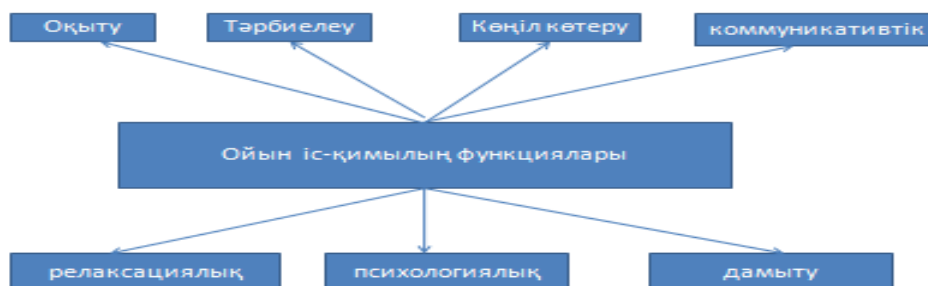 Оқыту
Тәрбиелеу
Көңіл көтеру
коммуникативтік
Ойын іс-қимылың функциялары
релаксациялық
психологиялық
дамыту